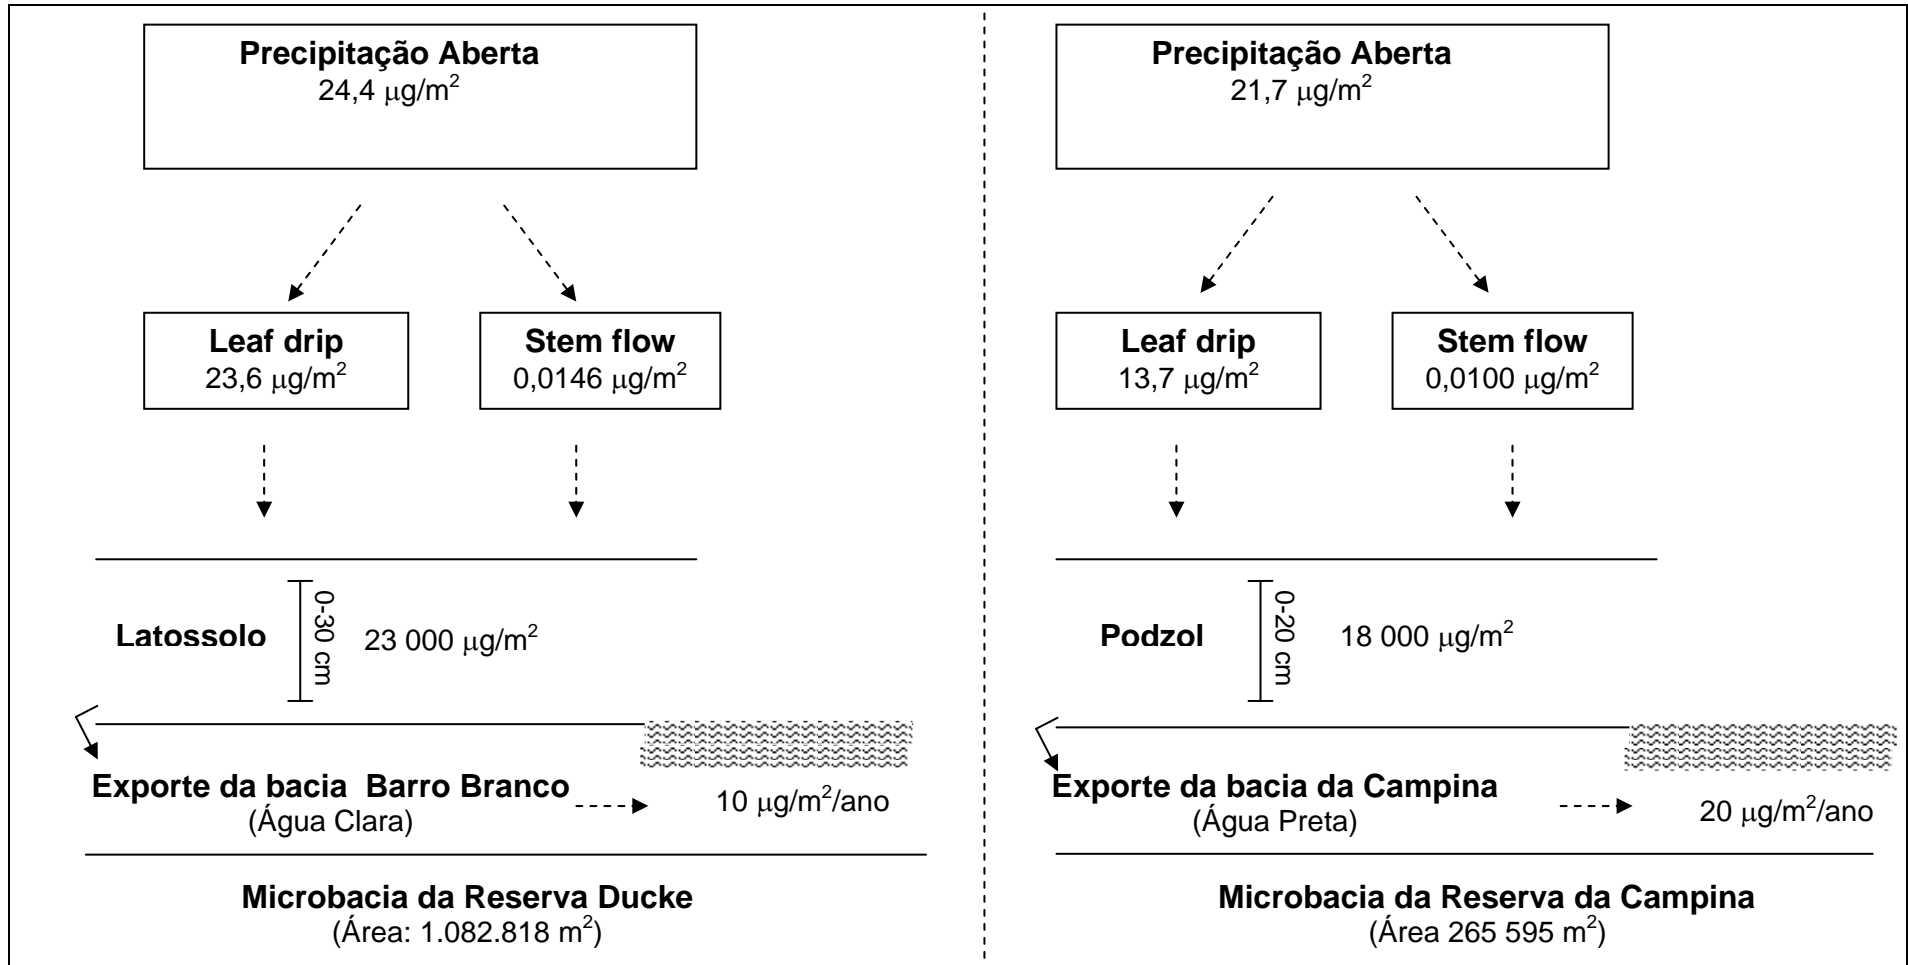 Precipitação Aberta
24,4 µg/m²
Leaf drip
23,6 µg/m²
Stem flow
0,0146 µg/m²
Latossolo
0-30 cm
23 000 µg/m²
Exporte da bacia Barro Branco
(Água Clara)
10 µg/m²/ano
Microbacia da Reserva Ducke
(Área: 1.082.818 m²)
Precipitação Aberta
21,7 µg/m²
Leaf drip
13,7 µg/m²
Stem flow
0,0100 µg/m²
Podzol
0-20 cm
18 000 µg/m²
Exporte da bacia da Campina
(Água Preta)
20 µg/m²/ano
Microbacia da Reserva da Campina
(Área 265 595 m²)